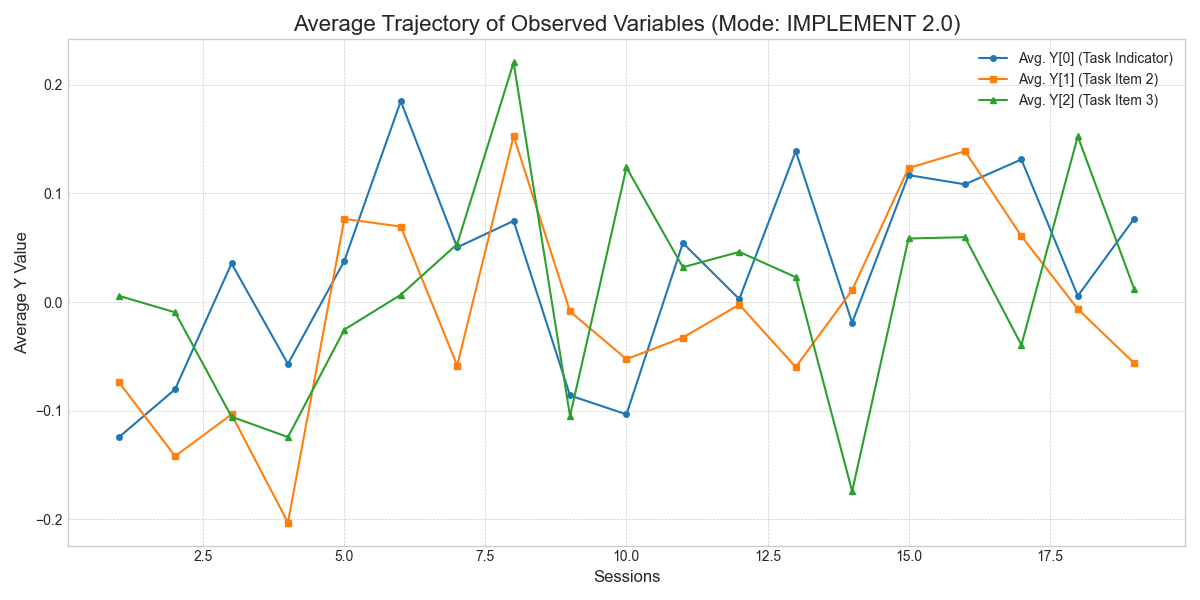 Average Trajectory of Observed Variables (Mode: IMPLEMENT 2.0)
Avg. Y[0] (Task Indicator)
Avg. Y[1] (Task Item 2)
Avg. Y[2] (Task Item 3)
Average Y Value
0.2
0.1
0.0
−0.1
−0.2
2.5 5.0 7.5 10.0 12.5 15.0 17.5
Sessions